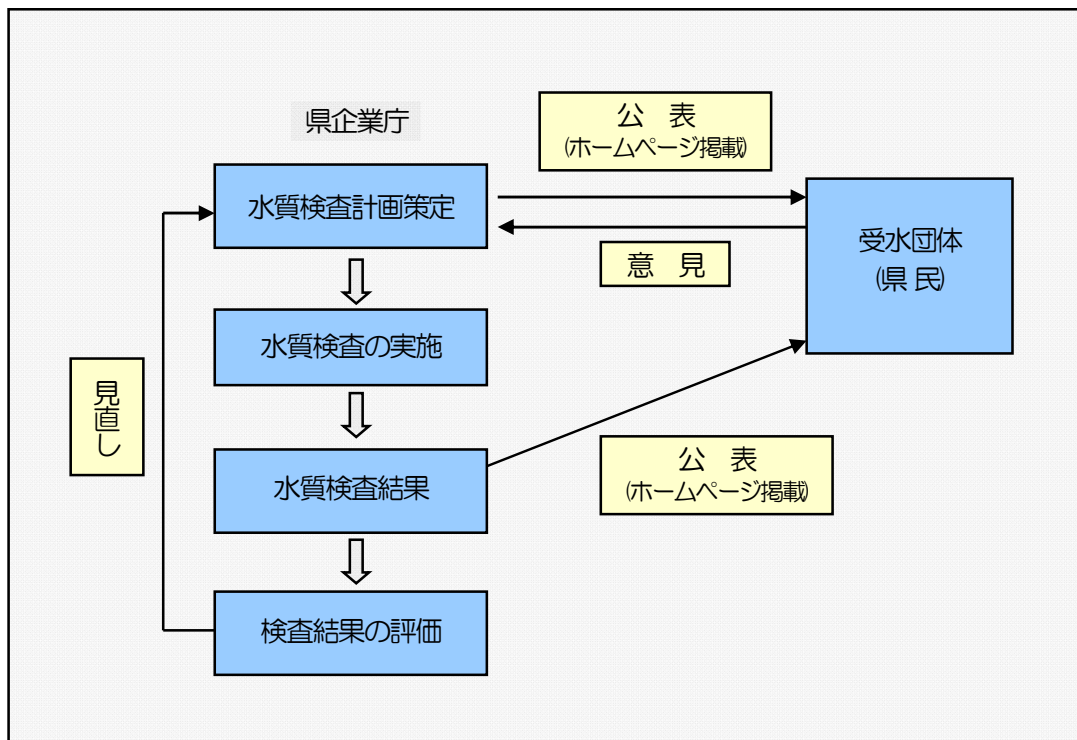 県企業庁
公 表
(ホームページ掲載)
水質検査計画策定
受水団体
(県 民)
意 見
水質検査の実施
見直し
水質検査結果
公 表
(ホームページ掲載)
検査結果の評価